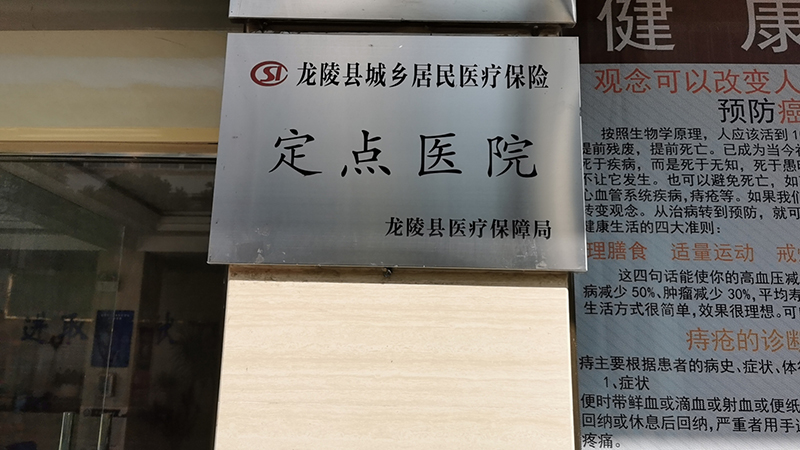 龙陵县城乡居民医疗保险
定点医院
龙陵县医疗保障局
进取
健康
观念可以改变人
预防癌
按照生物学原理，人应该活到1
提前残废，提前死亡。已成为当今社
死于疾病，而是死于无知，死于愚昧
不让它发生。也可以避免死亡，如
心血管系统疾病，痔疮等。如果我们
转变观念。从治病转到预防，就可
健康生活的四大准则：
理膳食 适量运动 戒
这四句话能使你的高血压减
病减少50%、肿瘤减少30%，平均寿
生活方式很简单，效果很理想。可
痔疮的诊断
痔主要根据患者的病史、症状、体
1、症状
便时带鲜血或滴血或射血或便纸
回纳或休息后回纳，严重者用手
疼痛。